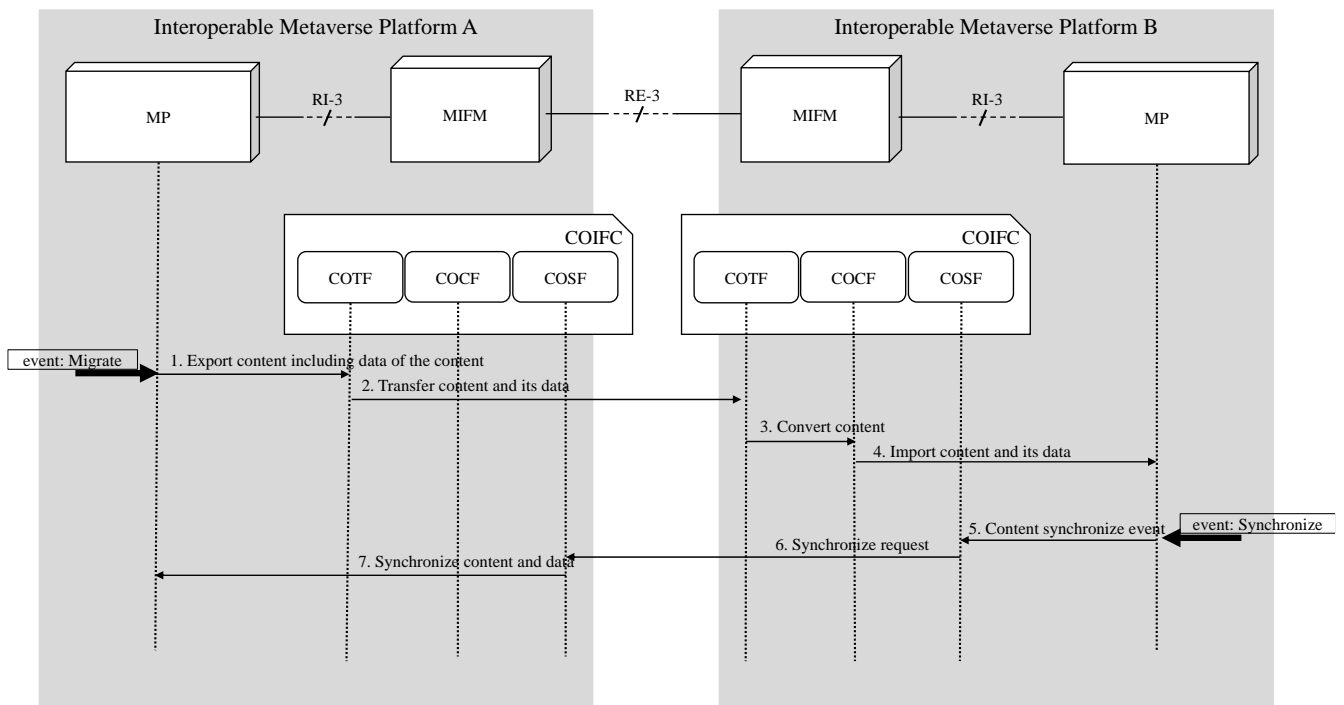 Interoperable Metaverse Platform A
Interoperable Metaverse Platform B
MP
RI-3
MIFM
RE-3
MIFM
RI-3
MP
COIFC
COTF
COCF
COSF
COIFC
COTF
COCF
COSF
event: Migrate
1. Export content including data of the content
2. Transfer content and its data
3. Convert content
4. Import content and its data
event: Synchronize
5. Content synchronize event
6. Synchronize request
7. Synchronize content and data